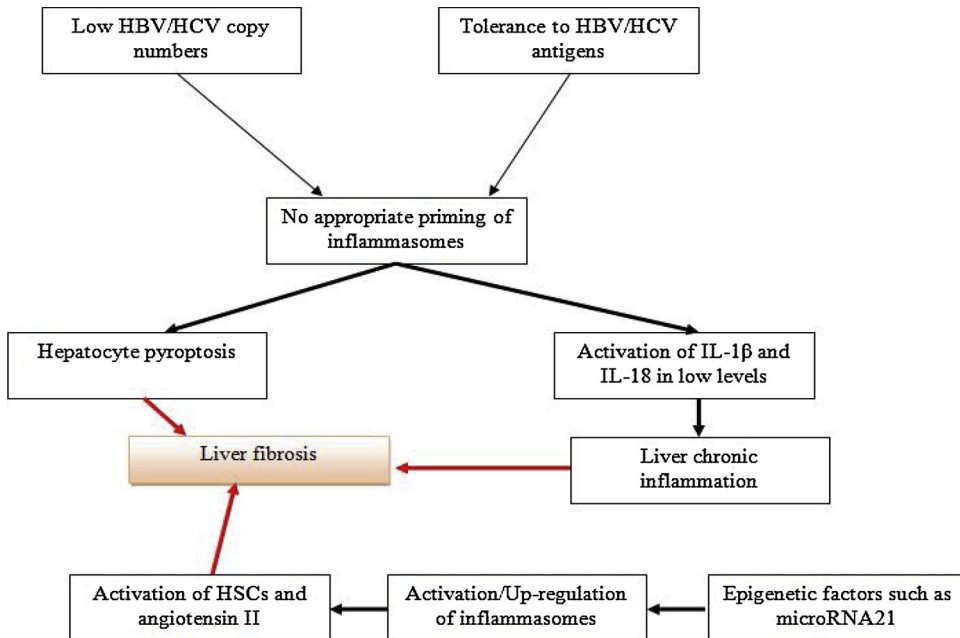 Low HBV/HCV copy
numbers
Tolerance to HBV/HCV
antigens
No appropriate priming of
inflammasomes
Hepatocyte pyroptosis
Activation of IL-1β and
IL-18 in low levels
Liver fibrosis
Liver chronic
inflammation
Activation of HSCs and
angiotensin II
Activation/Up-regulation
of inflammasomes
Epigenetic factors such as
microRNA21